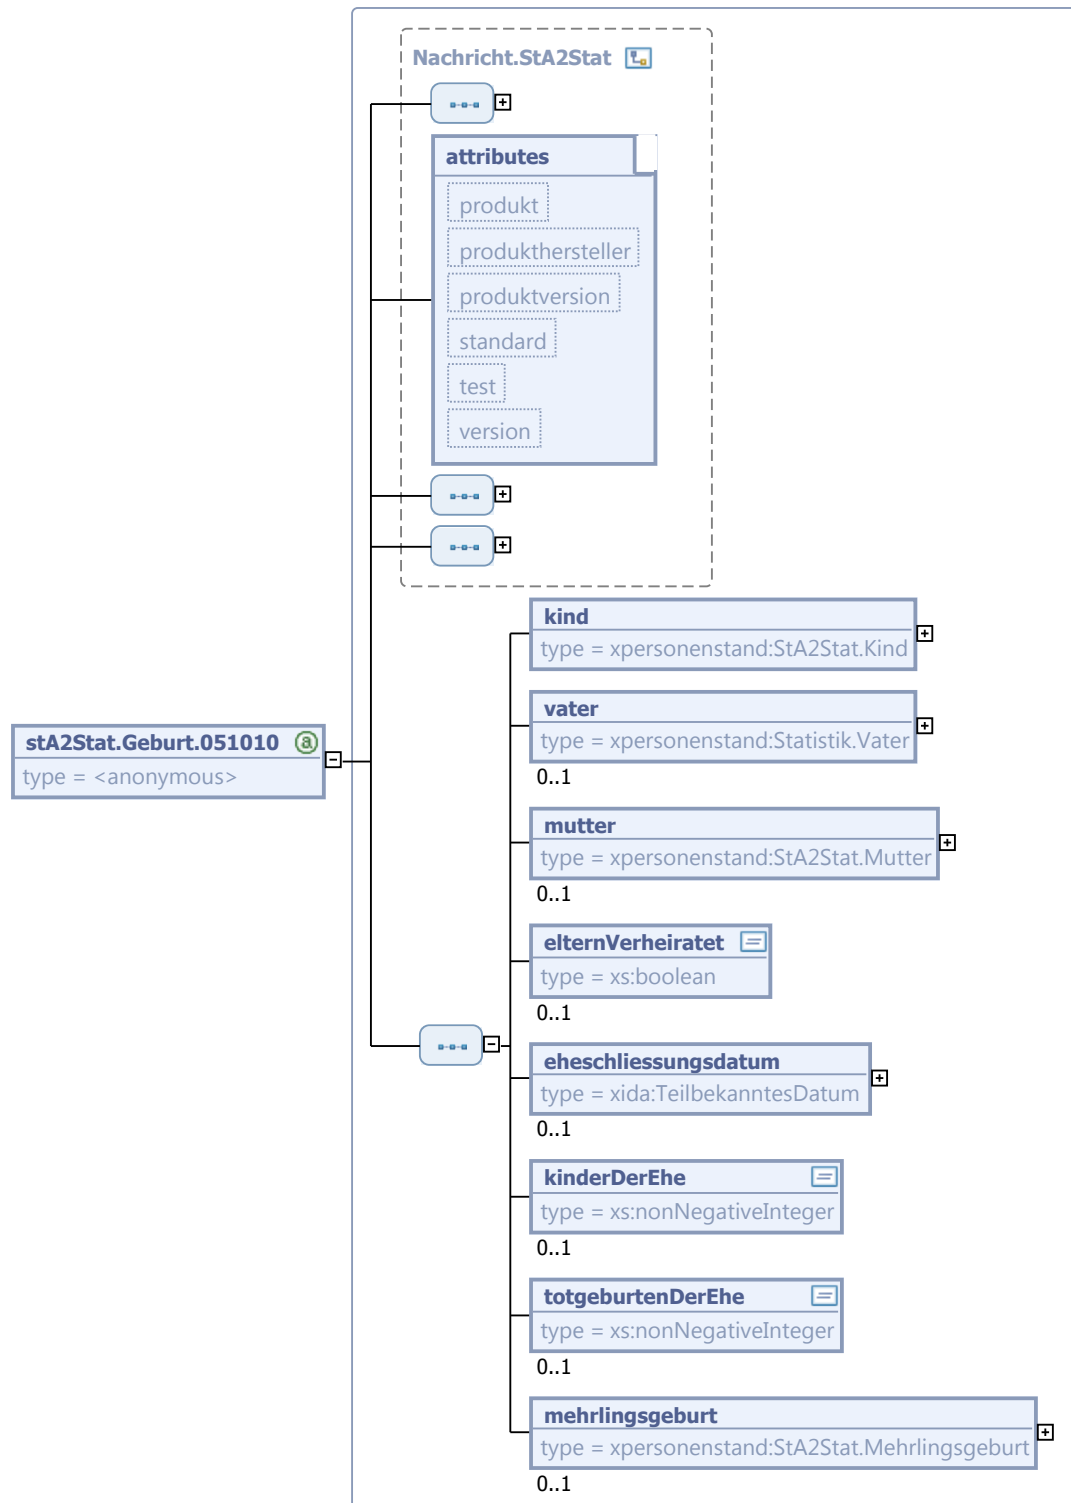 Nachricht.StA2Stat
attributes
produkt
produkthersteller
produktversion
standard
test
version
kind
type = xpersonenstand:StA2Stat.Kind
vater
type = xpersonenstand:Statistik.Vater
0..1
stA2Stat.Geburt.051010 @
type = <anonymous>
mutter
type = xpersonenstand:StA2Stat.Mutter
0..1
elternVerheiratet
type = xs:boolean
0..1
eheschliessungsdatum
type = xida:TeilbekanntesDatum
0..1
kinderDerEhe
type = xs:nonNegativeInteger
0..1
totgeburtenDerEhe
type = xs:nonNegativeInteger
0..1
mehrlingsgeburt
type = xpersonenstand:StA2Stat.Mehrlingsgeburt
0..1